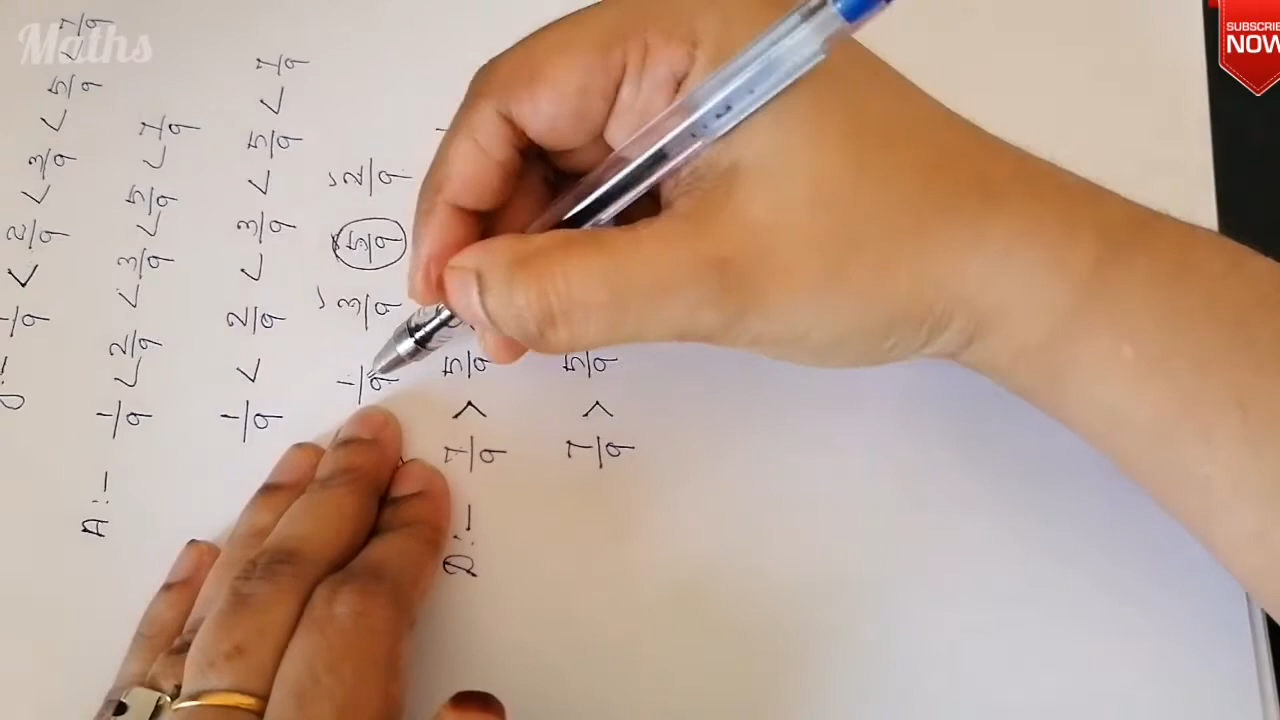 Maths
SUBSCRIBE
NOW
1/9 < 2/9 < 3/9 < 5/9 < 7/9
A:- 1/9 < 2/9 < 3/9 < 5/9 < 7/9
1/9 < 2/9 < 3/9 < 5/9 < 7/9
1/9 3/9 5/9 2/9
D:- 7/9 > 5/9
7/9 > 5/9